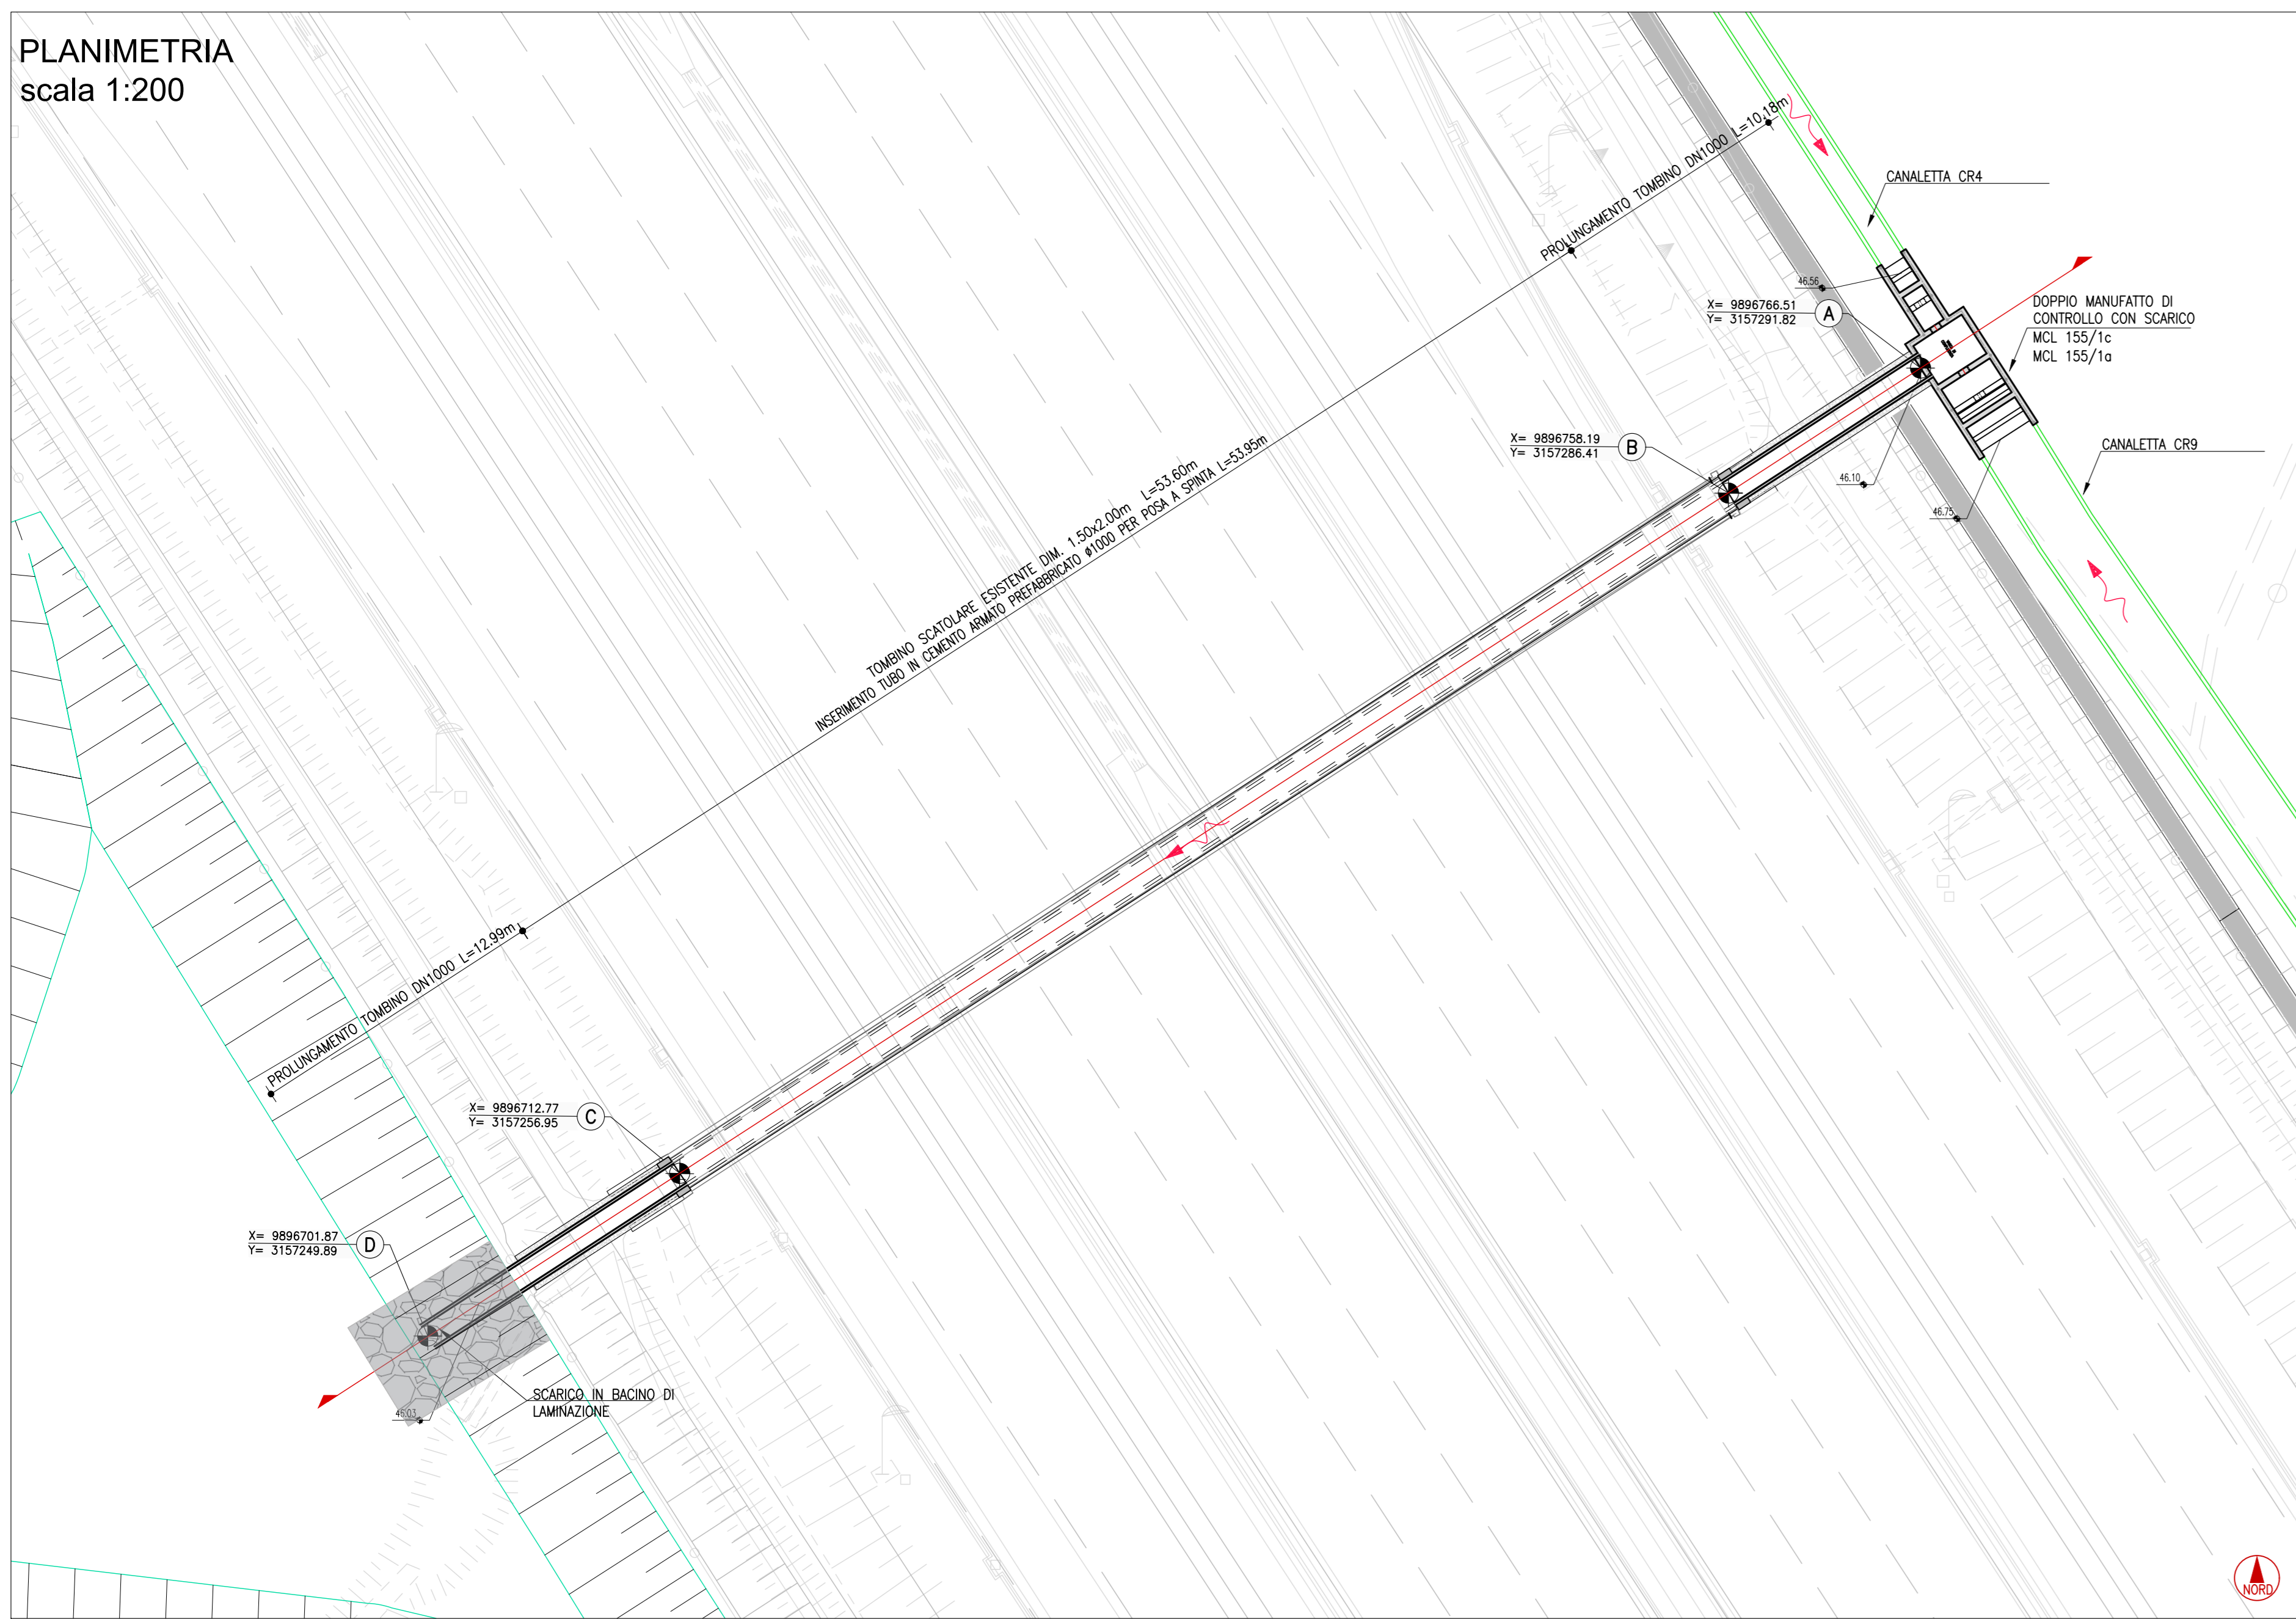 PLANIMETRIA
scala 1:200
PROLUNGAMENTO TOMBINO DN1000 L=10.18m
CANALETTA CR4
46.56
X= 9896766.51
Y= 3157291.82
A
DOPPIO MANUFATTO DI
CONTROLLO CON SCARICO
MCL 155/1c
MCL 155/1a
X= 9896758.19
Y= 3157286.41
B
CANALETTA CR9
46.10
46.75
TOMBINO SCATOLARE ESISTENTE DIM. 1.50x2.00m L=53.60m
INSERIMENTO TUBO IN CEMENTO ARMATO PREFABBRICATO ø1000 PER POSA A SPINTA L=53.95m
PROLUNGAMENTO TOMBINO DN1000 L=12.99m
X= 9896712.77
Y= 3157256.95
C
X= 9896701.87
Y= 3157249.89
D
SCARICO IN BACINO DI
LAMINAZIONE
46.03
NORD